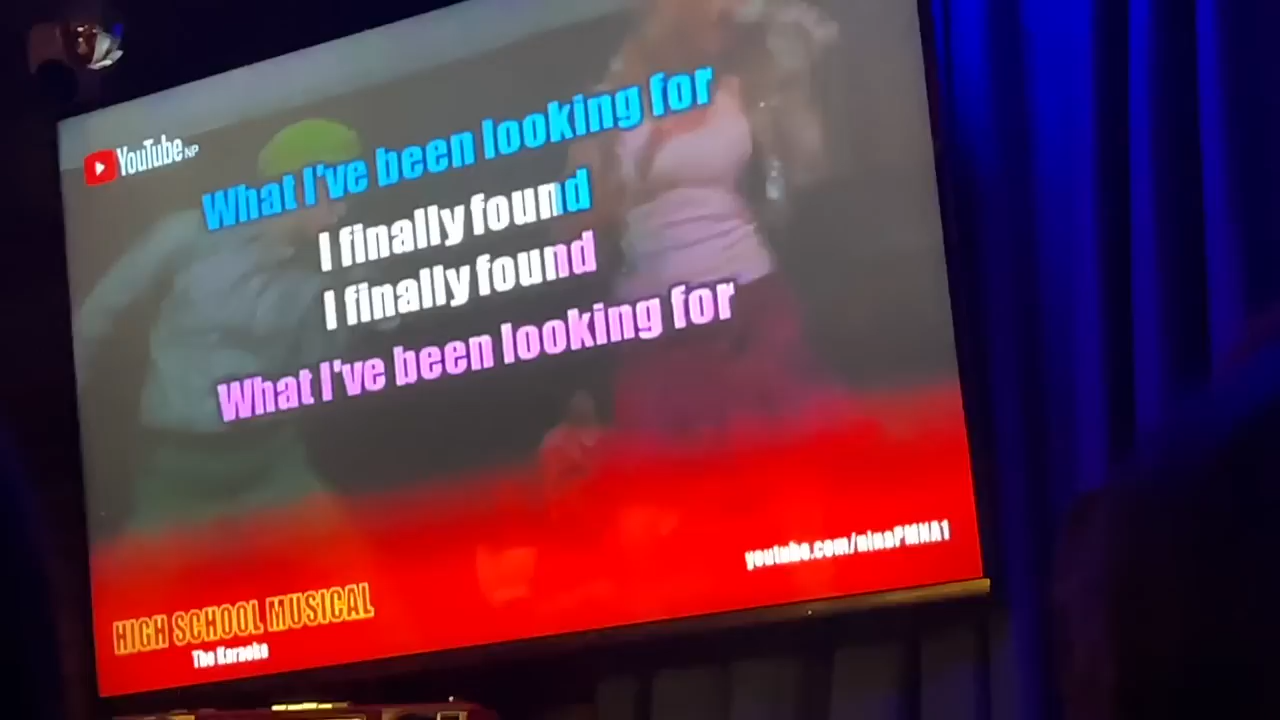 YouTube NP
What I've been looking for
I finally found
I finally found
What I've been looking for
youtube.com/ninaPMNA1
HIGH SCHOOL MUSICAL
The Karaoke